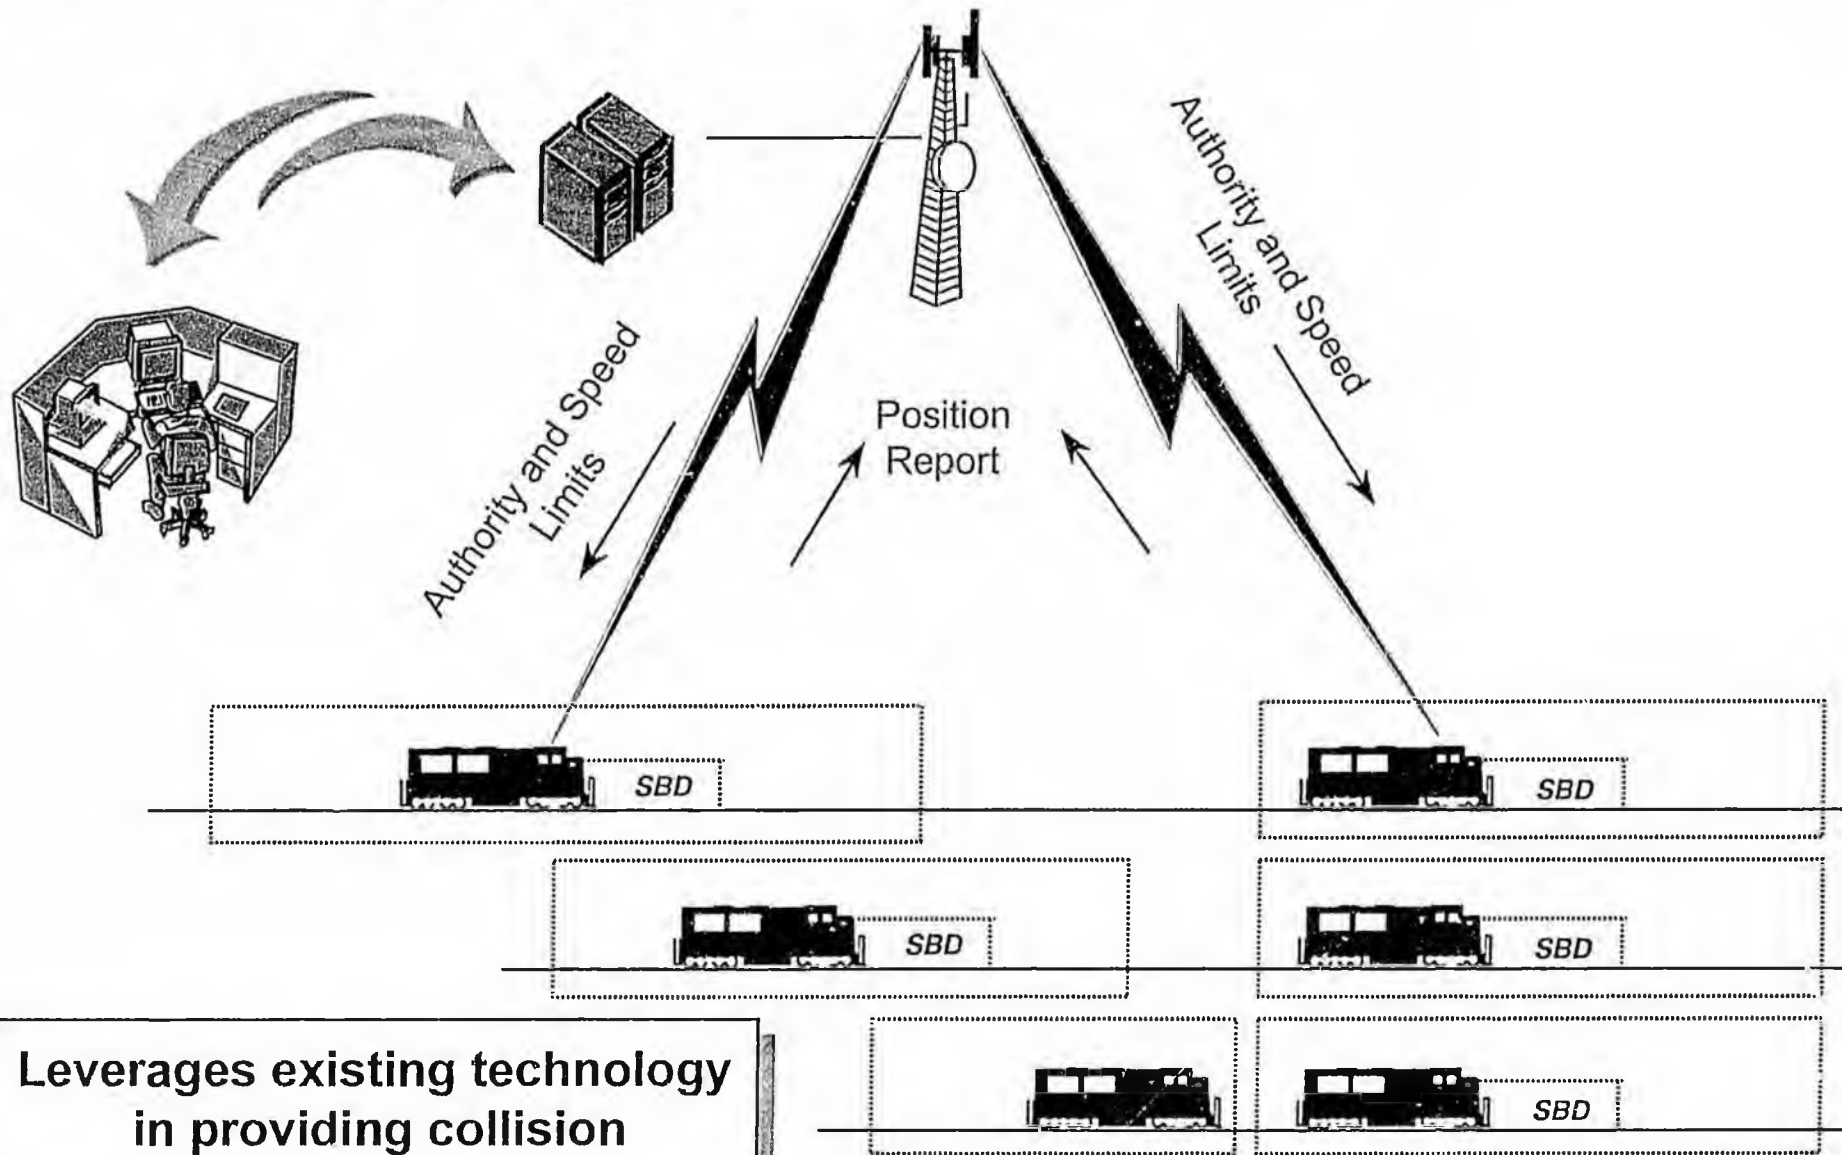 Authority and Speed
Limits
Authority and Speed
Limits
Position
Report
SBD
SBD
SBD
SBD
SBD
Leverages existing technology
in providing collision